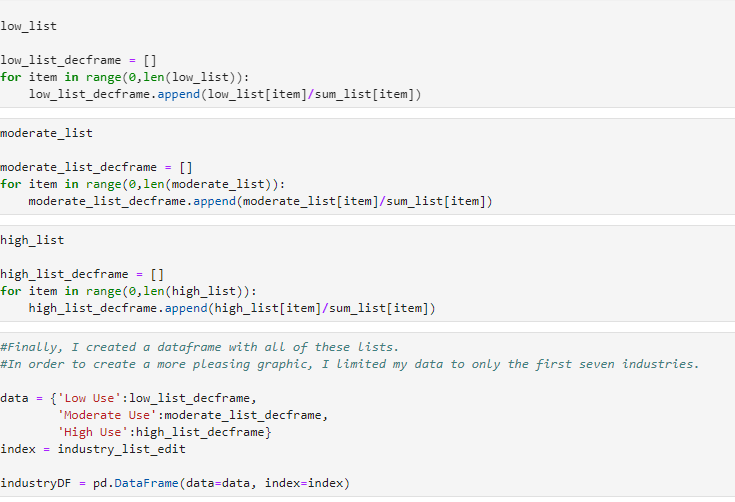 low_list
low_list_decframe = []
for item in range(0,len(low_list)):
    low_list_decframe.append(low_list[item]/sum_list[item])
moderate_list
moderate_list_decframe = []
for item in range(0,len(moderate_list)):
    moderate_list_decframe.append(moderate_list[item]/sum_list[item])
high_list
high_list_decframe = []
for item in range(0,len(high_list)):
    high_list_decframe.append(high_list[item]/sum_list[item])
#Finally, I created a dataframe with all of these lists.
#In order to create a more pleasing graphic, I limited my data to only the first seven industries.
data = {'Low Use':low_list_decframe,
        'Moderate Use':moderate_list_decframe,
        'High Use':high_list_decframe}
index = industry_list_edit
industryDF = pd.DataFrame(data=data, index=index)